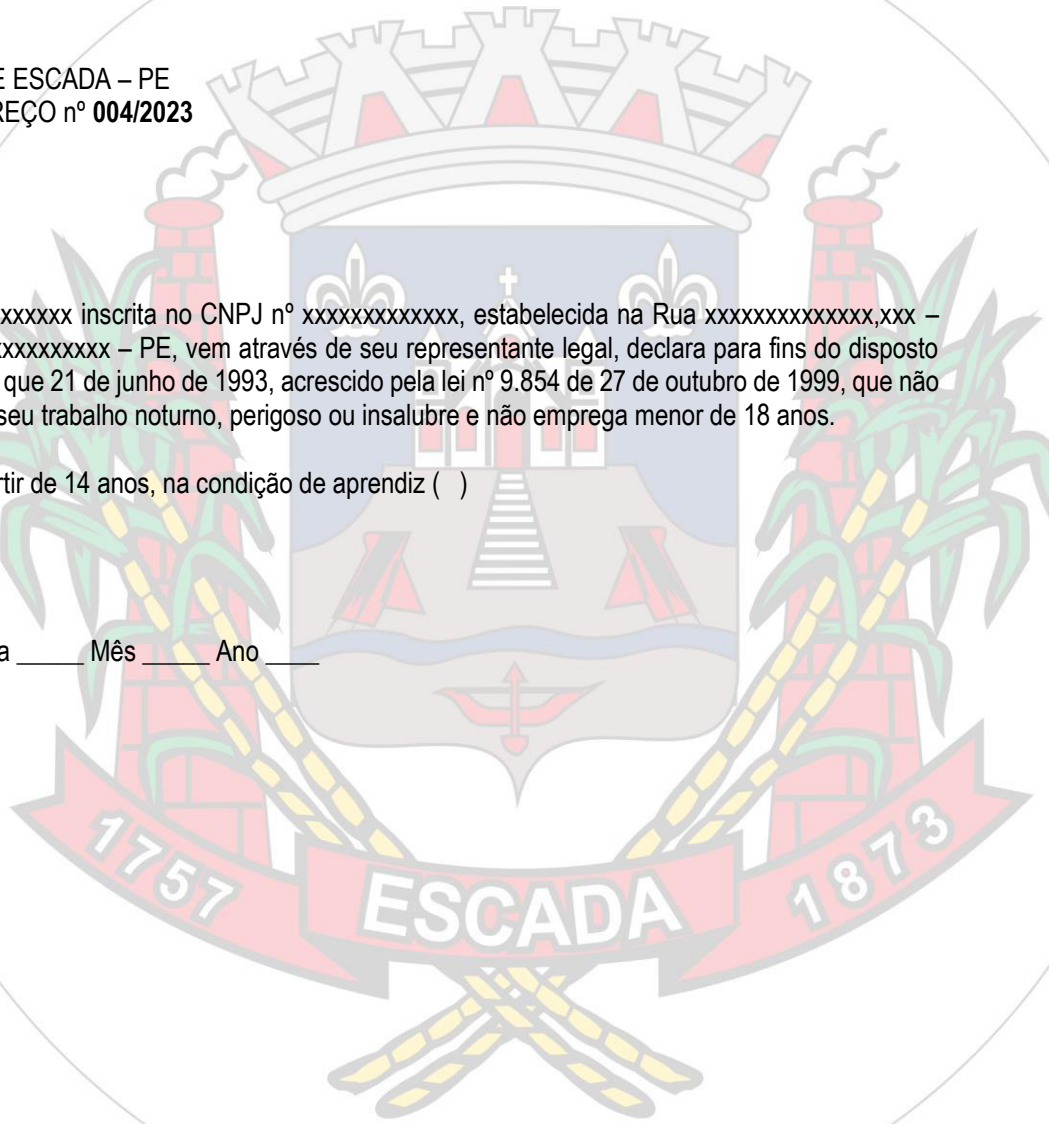 E ESCADA – PE
REÇO nº 004/2023
xxxxxx inscrita no CNPJ nº xxxxxxxxxxxxx, estabelecida na Rua xxxxxxxxxxxxxx,xxx –
xxxxxxxxxx – PE, vem através de seu representante legal, declara para fins do disposto
que 21 de junho de 1993, acrescido pela lei nº 9.854 de 27 de outubro de 1999, que não
seu trabalho noturno, perigoso ou insalubre e não emprega menor de 18 anos.
rtir de 14 anos, na condição de aprendiz ( )
a _____ Mês _____ Ano ____
1757 ESCADA 1873